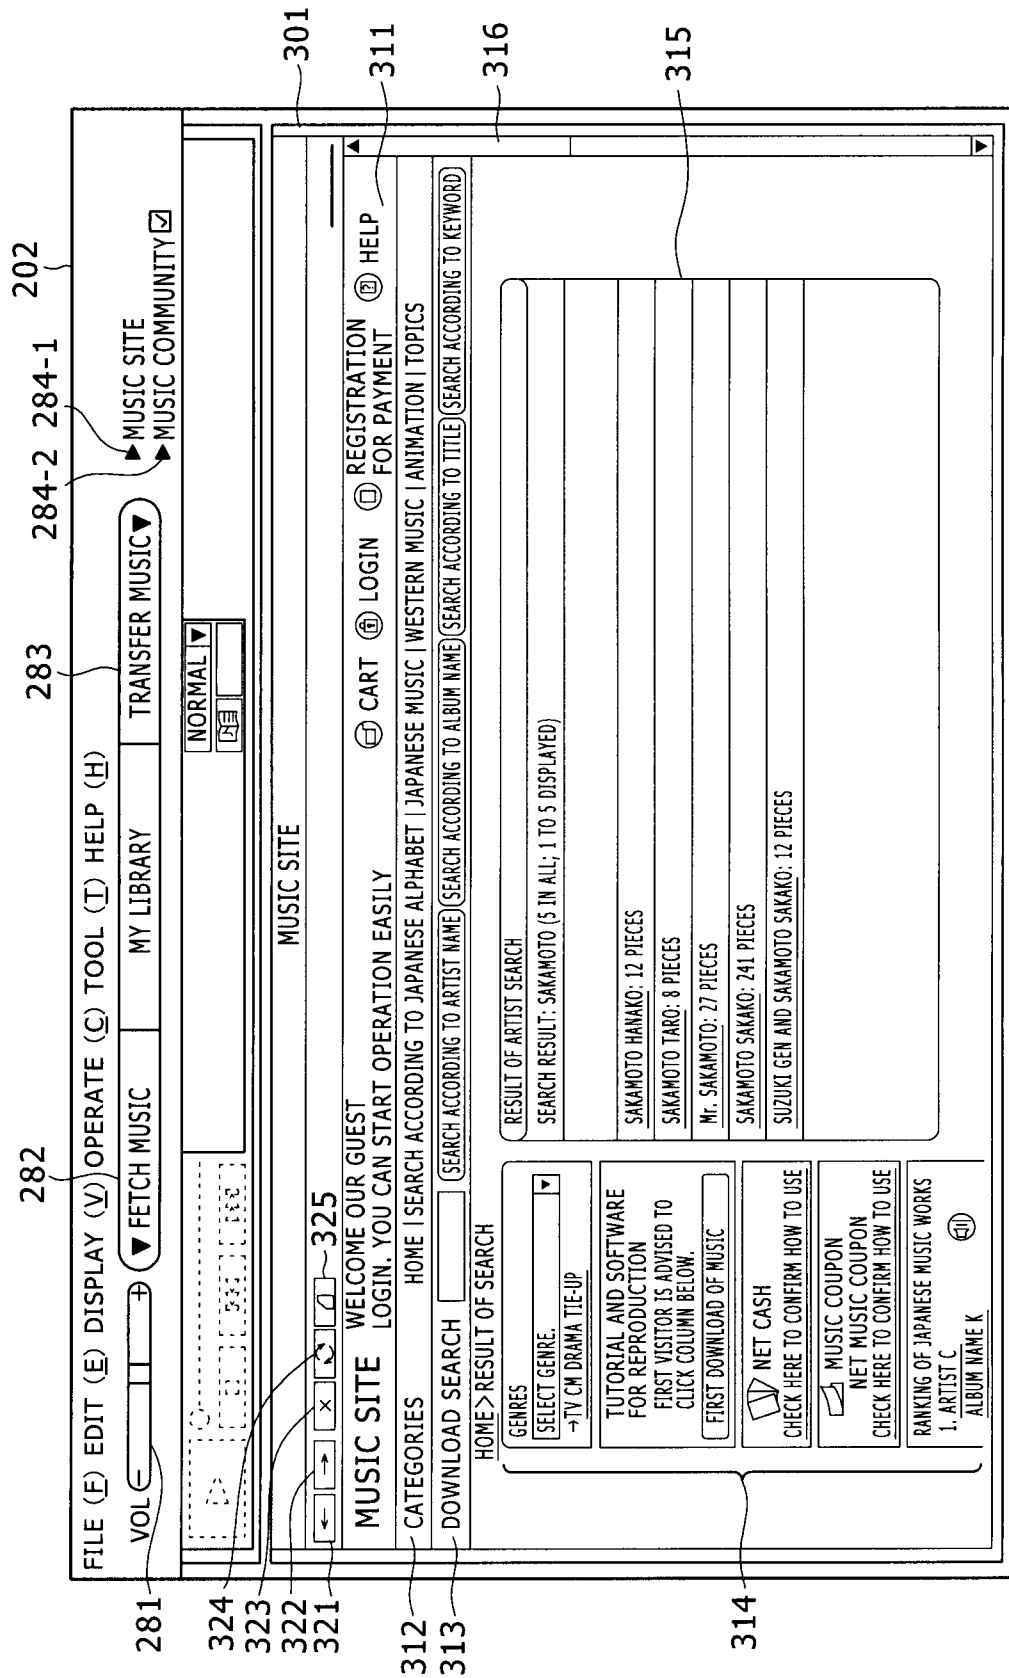 202
284-1
284-2
283
282
281
FILE (F) EDIT (E) DISPLAY (V) OPERATE (C) TOOL (T) HELP (H)
VOL − +
▼ FETCH MUSIC
MY LIBRARY
TRANSFER MUSIC▼
▶MUSIC SITE
▶MUSIC COMMUNITY
NORMAL ▼
301
MUSIC SITE
321
322
323
324
325
← → ×
MUSIC SITE
WELCOME OUR GUEST
LOGIN. YOU CAN START OPERATION EASILY
CART
LOGIN
REGISTRATION
FOR PAYMENT
? HELP
311
312
CATEGORIES
HOME | SEARCH ACCORDING TO JAPANESE ALPHABET | JAPANESE MUSIC | WESTERN MUSIC | ANIMATION | TOPICS
316
313
DOWNLOAD SEARCH
SEARCH ACCORDING TO ARTIST NAME
SEARCH ACCORDING TO ALBUM NAME
SEARCH ACCORDING TO TITLE
SEARCH ACCORDING TO KEYWORD
HOME>RESULT OF SEARCH
314
GENRES
SELECT GENRE. ▼
→TV CM DRAMA TIE-UP
TUTORIAL AND SOFTWARE
FOR REPRODUCTION
FIRST VISITOR IS ADVISED TO
CLICK COLUMN BELOW.
FIRST DOWNLOAD OF MUSIC
NET CASH
CHECK HERE TO CONFIRM HOW TO USE
MUSIC COUPON
NET MUSIC COUPON
CHECK HERE TO CONFIRM HOW TO USE
RANKING OF JAPANESE MUSIC WORKS
1. ARTIST C
ALBUM NAME K
315
RESULT OF ARTIST SEARCH
SEARCH RESULT: SAKAMOTO (5 IN ALL; 1 TO 5 DISPLAYED)
SAKAMOTO HANAKO: 12 PIECES
SAKAMOTO TARO: 8 PIECES
Mr. SAKAMOTO: 27 PIECES
SAKAMOTO SAKAKO: 241 PIECES
SUZUKI GEN AND SAKAMOTO SAKAKO: 12 PIECES